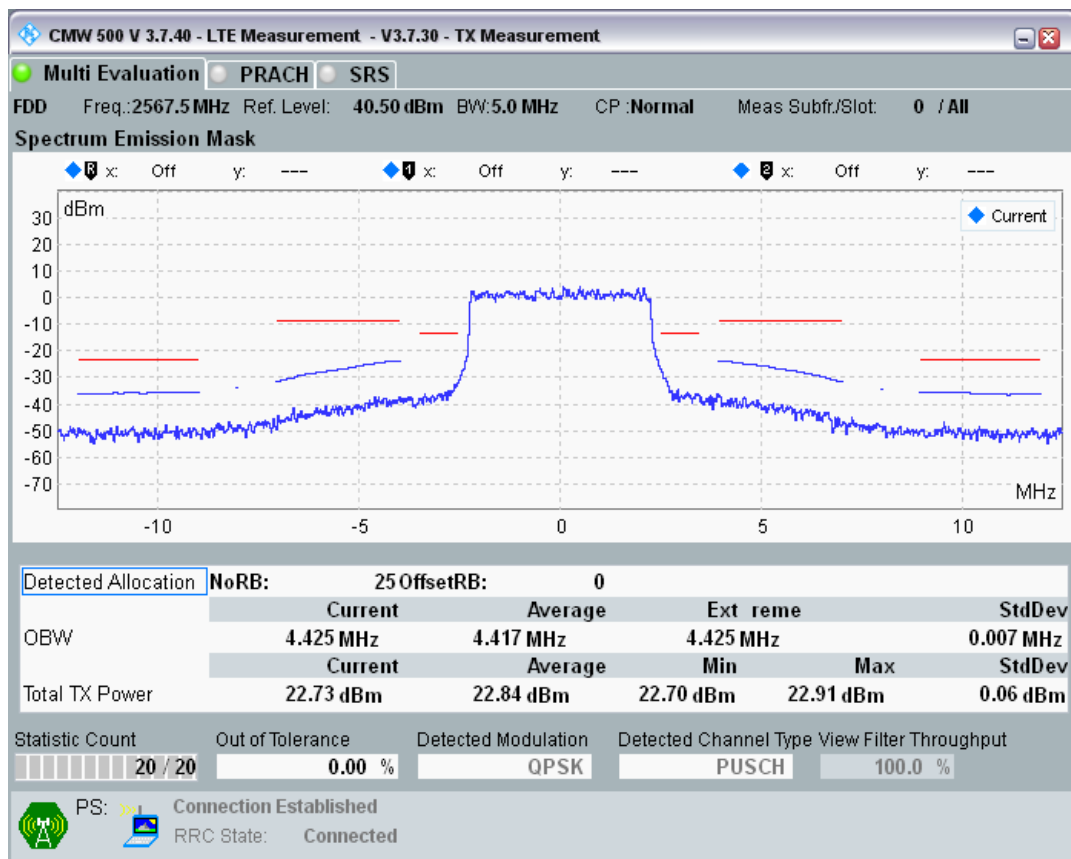 CMW 500 V 3.7.40 - LTE Measurement - V3.7.30 - TX Measurement
Multi Evaluation PRACH SRS
FDD Freg.:2567.5 MHz Ref. Level: 40.50 dBm BW:5.0 MHz CP :Normal Meas Subfr./Slot: 0 / All
Spectrum Emission Mask
R x: Off y: --- 1 x: Off y: --- 2 x: Off y: ---
dBm
Current
30
20
10
0
-10
-20
-30
-40
-50
-60
-70
MHz
-10 -5 0 5 10
Detected Allocation NoRB: 25 OffsetRB: 0
Current Average Ext reme StdDev
OBW 4.425 MHz 4.417 MHz 4.425 MHz 0.007 MHz
Current Average Min Max StdDev
Total TX Power 22.73 dBm 22.84 dBm 22.70 dBm 22.91 dBm 0.06 dBm
Statistic Count Out of Tolerance Detected Modulation Detected Channel Type View Filter Throughput
20 / 20 0.00 % QPSK PUSCH 100.0 %
PS: Connection Established
RRC State: Connected